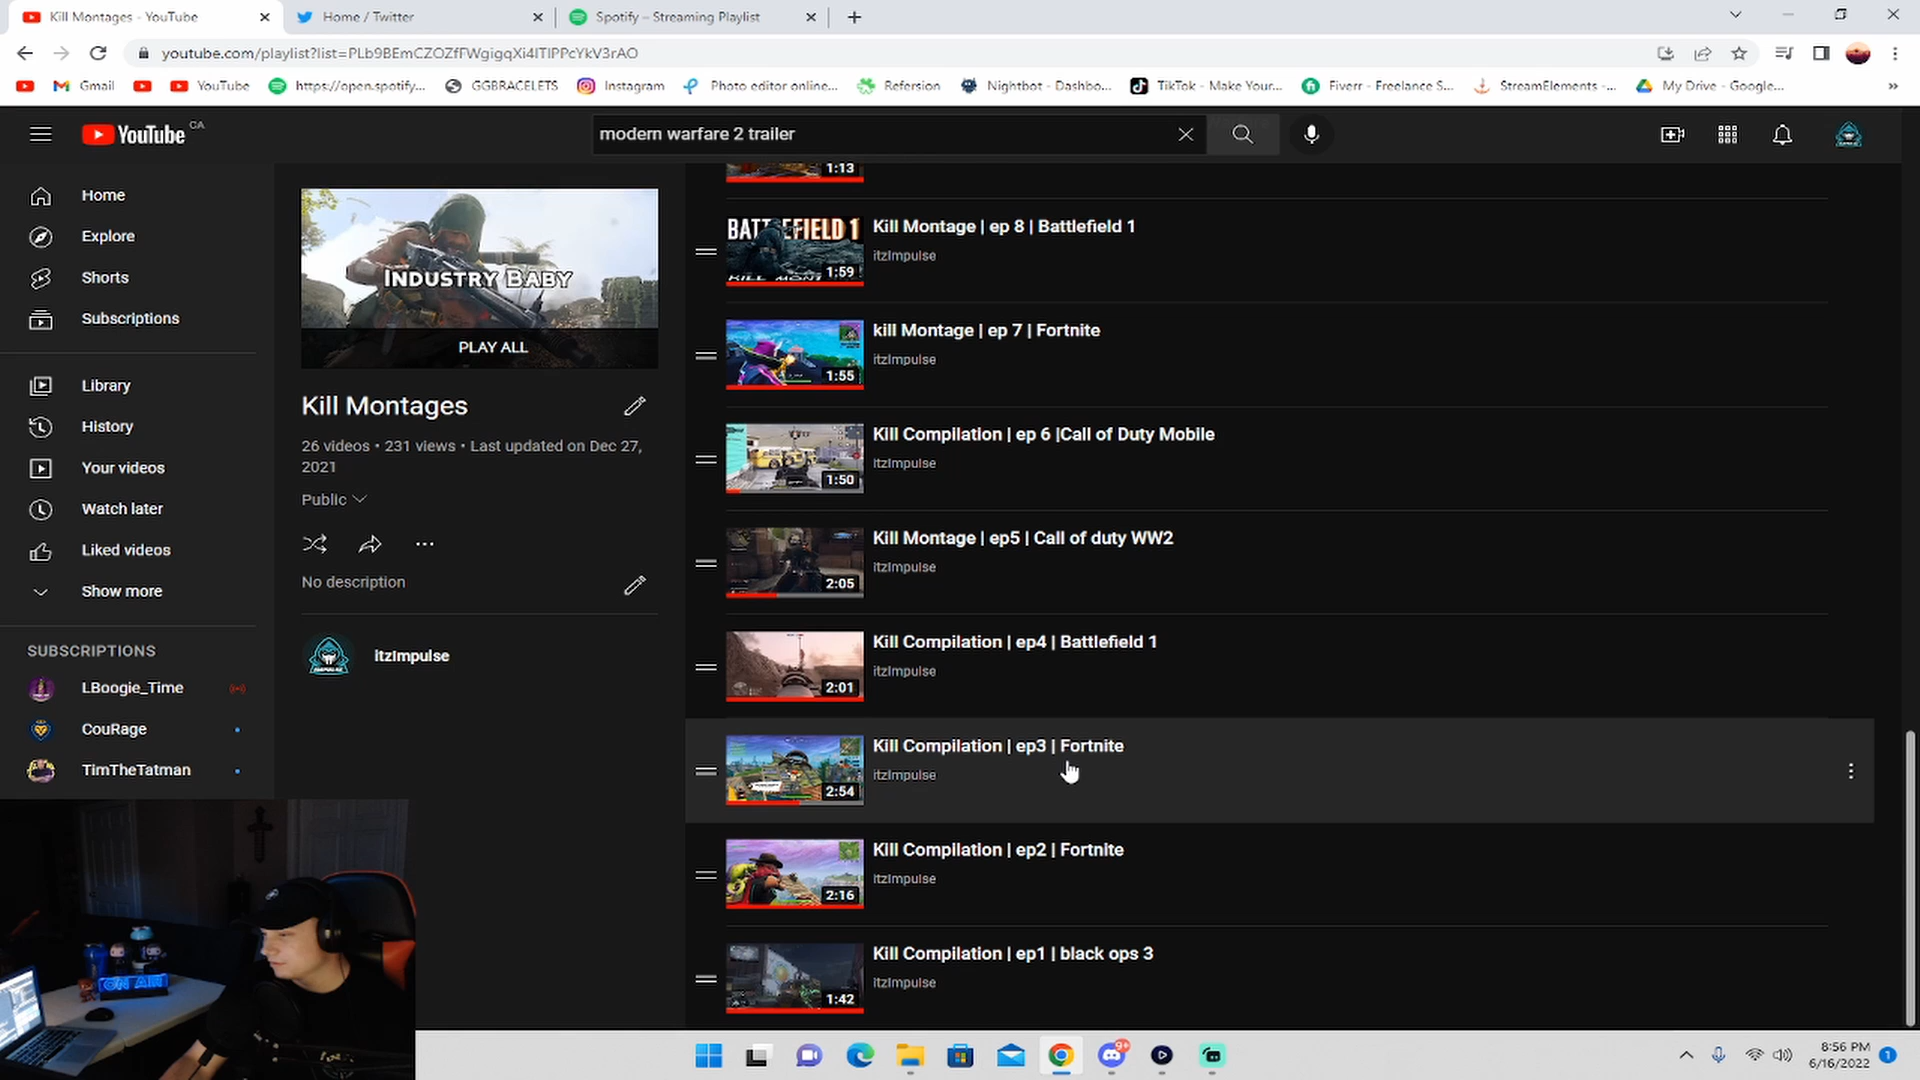 Kill Montages - YouTube
Home / Twitter
Spotify – Streaming Playlist
youtube.com/playlist?list=PLb9BEmCZOZfFWgigqXi4ITIPPcYkV3rAO
Gmail
YouTube
https://open.spotify...
GGBRACELETS
Instagram
Photo editor online...
Refersion
Nightbot - Dashbo...
TikTok - Make Your...
Fiverr - Freelance S...
StreamElements -...
My Drive - Google...
YouTube CA
modern warfare 2 trailer
Home
Explore
Shorts
Subscriptions
Library
History
Your videos
Watch later
Liked videos
Show more
SUBSCRIPTIONS
LBoogie_Time
CouRage
TimTheTatman
INDUSTRY BABY
PLAY ALL
Kill Montages
26 videos • 231 views • Last updated on Dec 27,
2021
Public
No description
itzImpulse
1:13
BATTLEFIELD 1
1:59
Kill Montage | ep 8 | Battlefield 1
itzImpulse
1:55
kill Montage | ep 7 | Fortnite
itzImpulse
1:50
Kill Compilation | ep 6 |Call of Duty Mobile
itzImpulse
2:05
Kill Montage | ep5 | Call of duty WW2
itzImpulse
2:01
Kill Compilation | ep4 | Battlefield 1
itzImpulse
2:54
Kill Compilation | ep3 | Fortnite
itzImpulse
2:16
Kill Compilation | ep2 | Fortnite
itzImpulse
1:42
Kill Compilation | ep1 | black ops 3
itzImpulse
ON AIR
9+
8:56 PM
6/16/2022
1